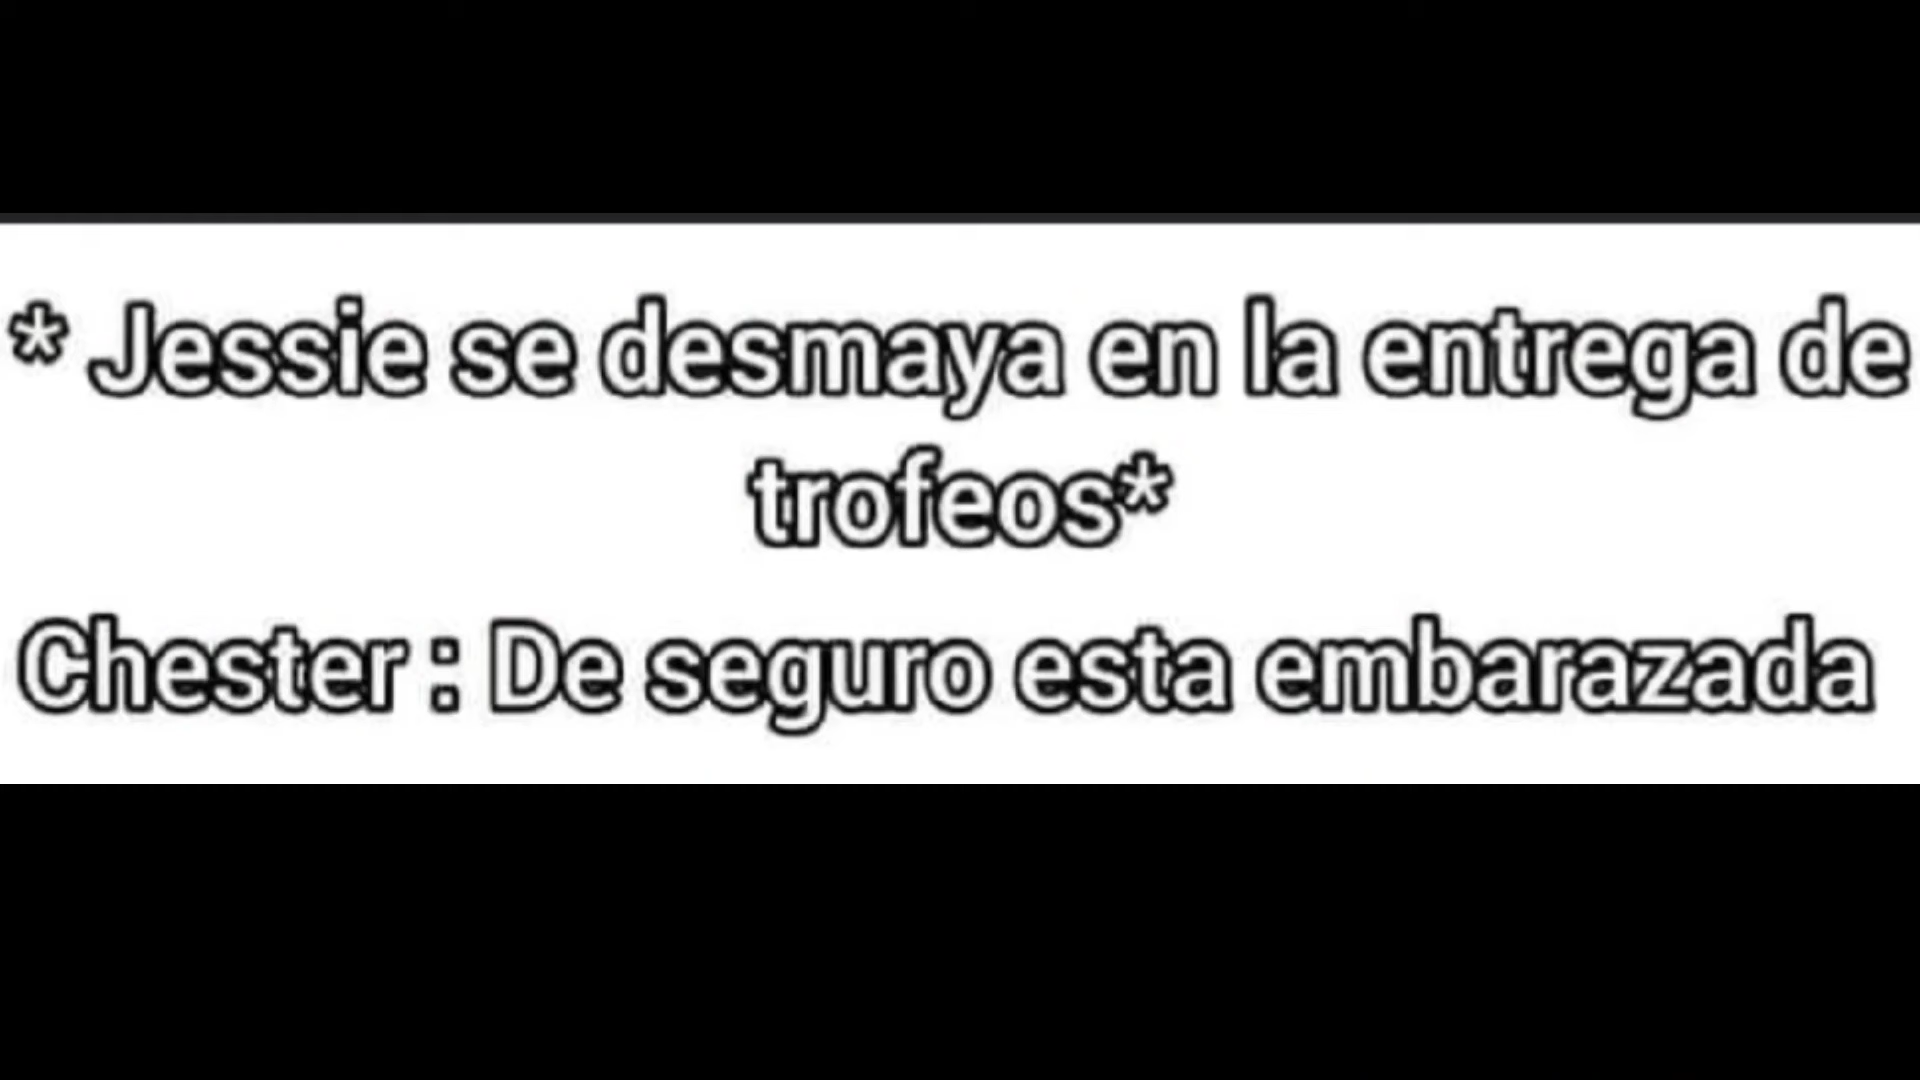 * Jessie se desmaya en la entrega de
trofeos*
Chester : De seguro esta embarazada